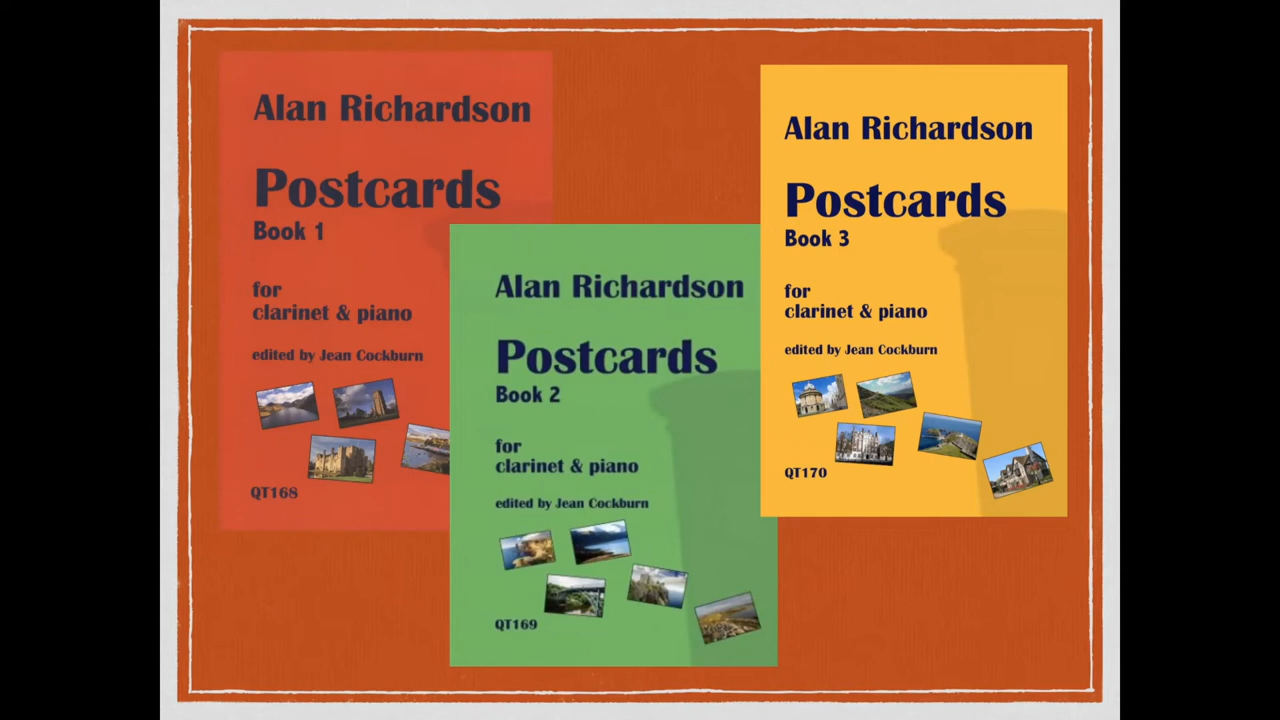 Alan Richardson
Postcards
Book 1
for
clarinet & piano
edited by Jean Cockburn
QT168
Alan Richardson
Postcards
Book 2
for
clarinet & piano
edited by Jean Cockburn
QT169
Alan Richardson
Postcards
Book 3
for
clarinet & piano
edited by Jean Cockburn
QT170